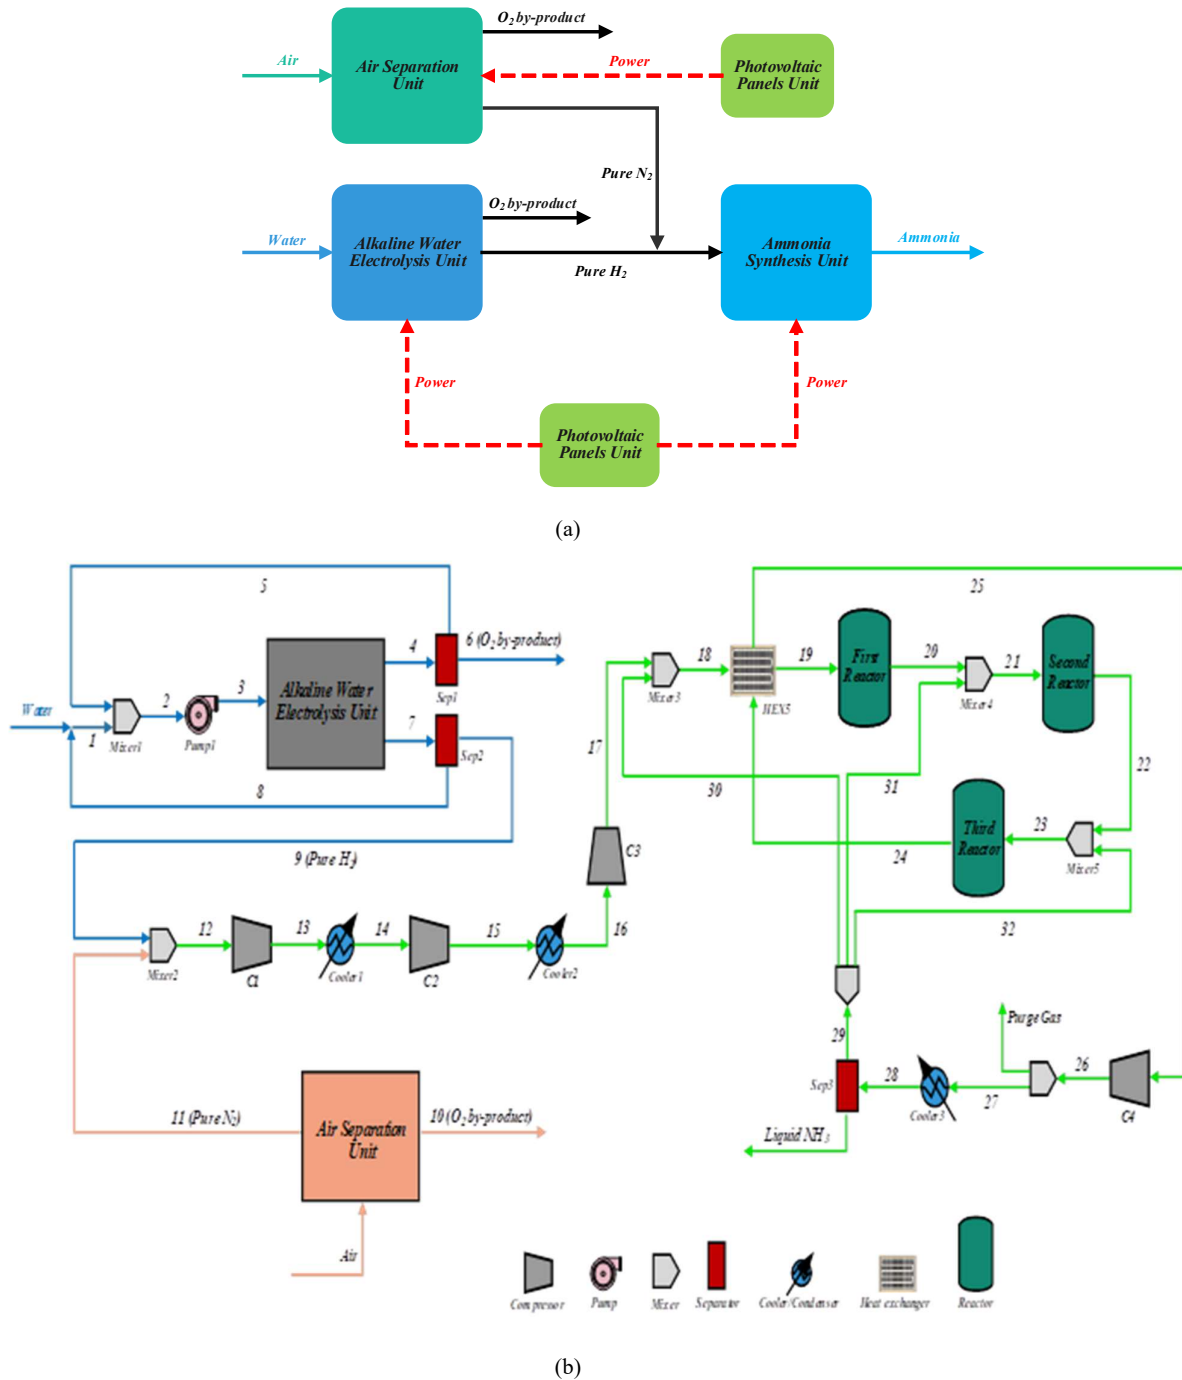 O2 by-product
Air
Air Separation
Unit
Power
Photovoltaic
Panels Unit
Pure N2
O2 by-product
Water
Alkaline Water
Electrolysis Unit
Pure H2
Ammonia
Synthesis Unit
Ammonia
Power
Power
Photovoltaic
Panels Unit
(a)
5
25
4
6 (O2 by-product)
Sep1
Water
1
2
3
Mixer1
Pump1
Alkaline Water
Electrolysis Unit
7
Sep2
8
9 (Pure H2)
17
Mixer3
18
HEX5
19
First
Reactor
20
Mixer4
21
Second
Reactor
22
30
31
C3
24
Third
Reactor
23
Mixer5
32
Mixer2
12
C1
13
Cooler1
14
C2
15
Cooler2
16
29
Purge Gas
Sep3
28
Cooler3
27
26
C4
Liquid NH3
11 (Pure N2)
Air Separation
Unit
10 (O2 by-product)
Air
Compressor
Pump
Mixer
Separator
Cooler/Condenser
Heat exchanger
Reactor
(b)